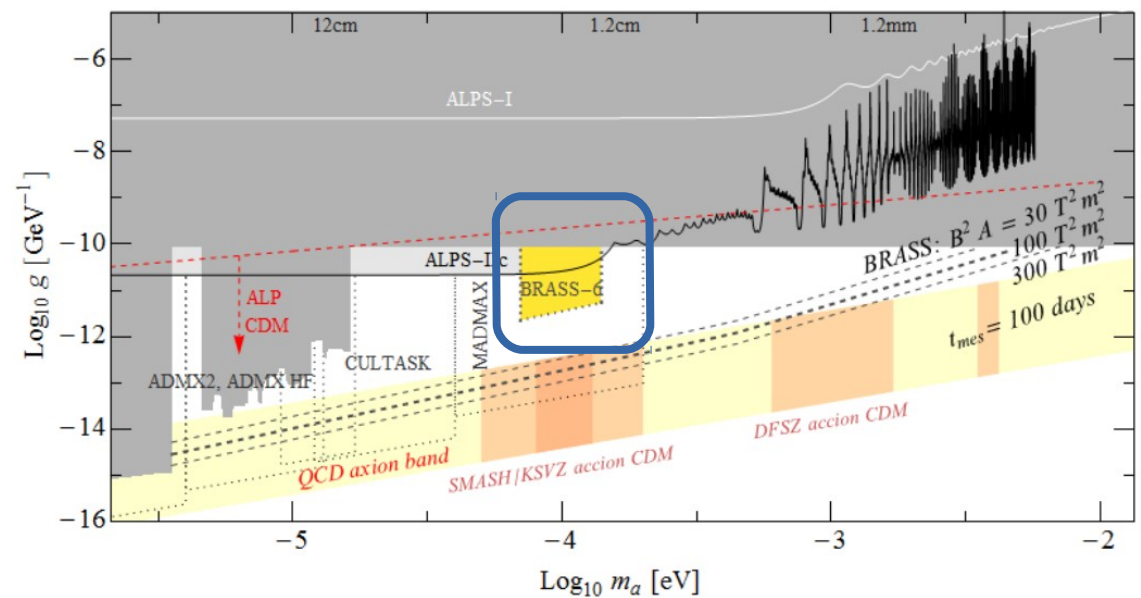 12cm
1.2cm
1.2mm
−6
−8
−10
−12
−14
−16
Log₁₀ g [GeV⁻¹]
ALPS−I
ALPS−II c
BRASS−6
BRASS: B² A = 30 T² m²
100 T² m²
300 T² m²
t_mes = 100 days
ALP
CDM
MADMAX
CULTASK
ADMX2, ADMX HF
QCD axion band
SMASH/KSVZ accion CDM
DFSZ accion CDM
−5
−4
−3
−2
Log₁₀ mₐ [eV]